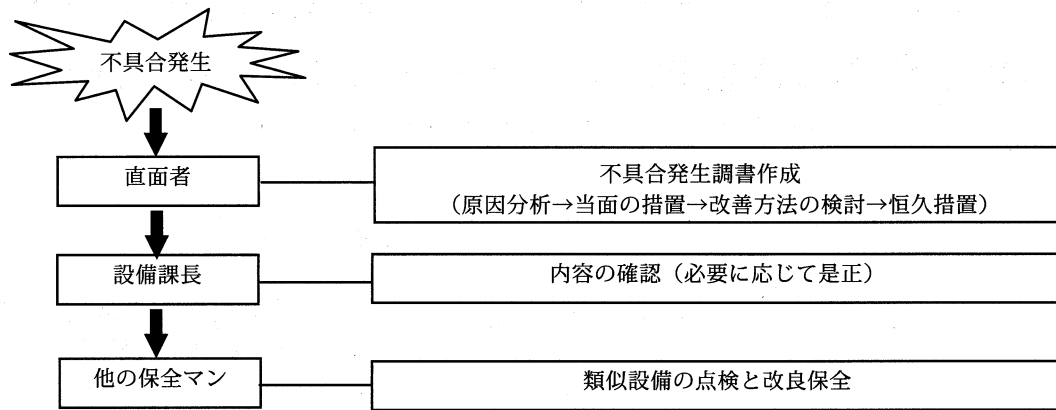 不具合発生
直面者
不具合発生調書作成
（原因分析→当面の措置→改善方法の検討→恒久措置）
設備課長
内容の確認（必要に応じて是正）
他の保全マン
類似設備の点検と改良保全